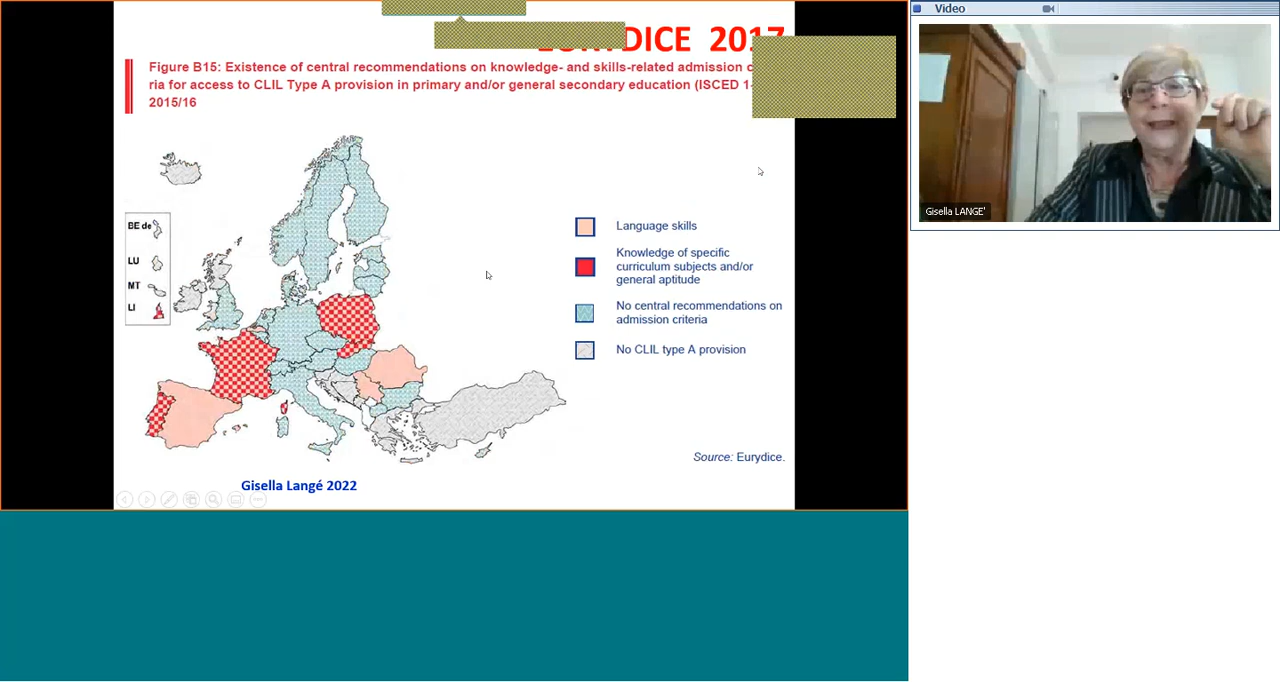 Video
DICE 2017
Figure B15: Existence of central recommendations on knowledge- and skills-related admission c
ria for access to CLIL Type A provision in primary and/or general secondary education (ISCED 1-
2015/16
BE de
LU
MT
LI
Language skills
Knowledge of specific
curriculum subjects and/or
general aptitude
No central recommendations on
admission criteria
No CLIL type A provision
Source: Eurydice.
Gisella Langé 2022
Gisella LANGE'